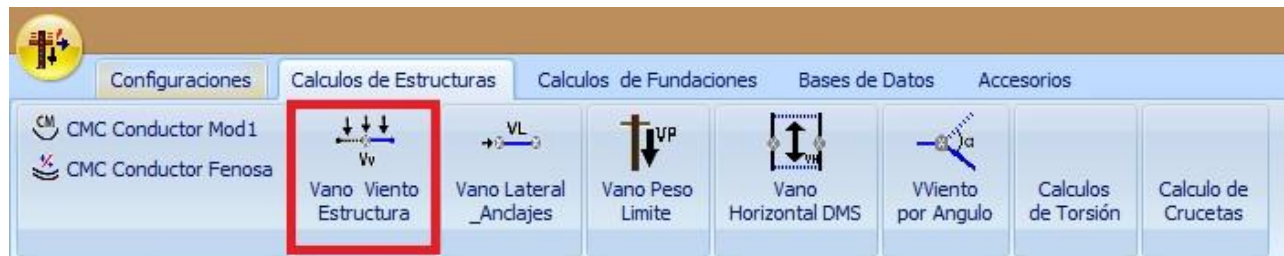 Configuraciones Calculos de Estructuras Calculos de Fundaciones Bases de Datos Accesorios
CM CMC Conductor Mod1
CMC Conductor Fenosa
Vv
Vano Viento
Estructura
VL
Vano Lateral
_Anclajes
VP
Vano Peso
Limite
VH
Vano
Horizontal DMS
α
VViento
por Angulo
Calculos
de Torsión
Calculo de
Crucetas